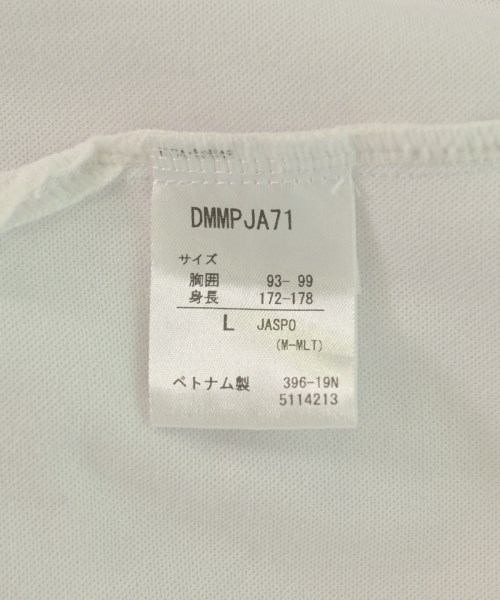 DMMPJA71
サイズ
胸囲 93- 99
身長 172-178
L JASPO
(M-MLT)
ベトナム製 396-19N
5114213